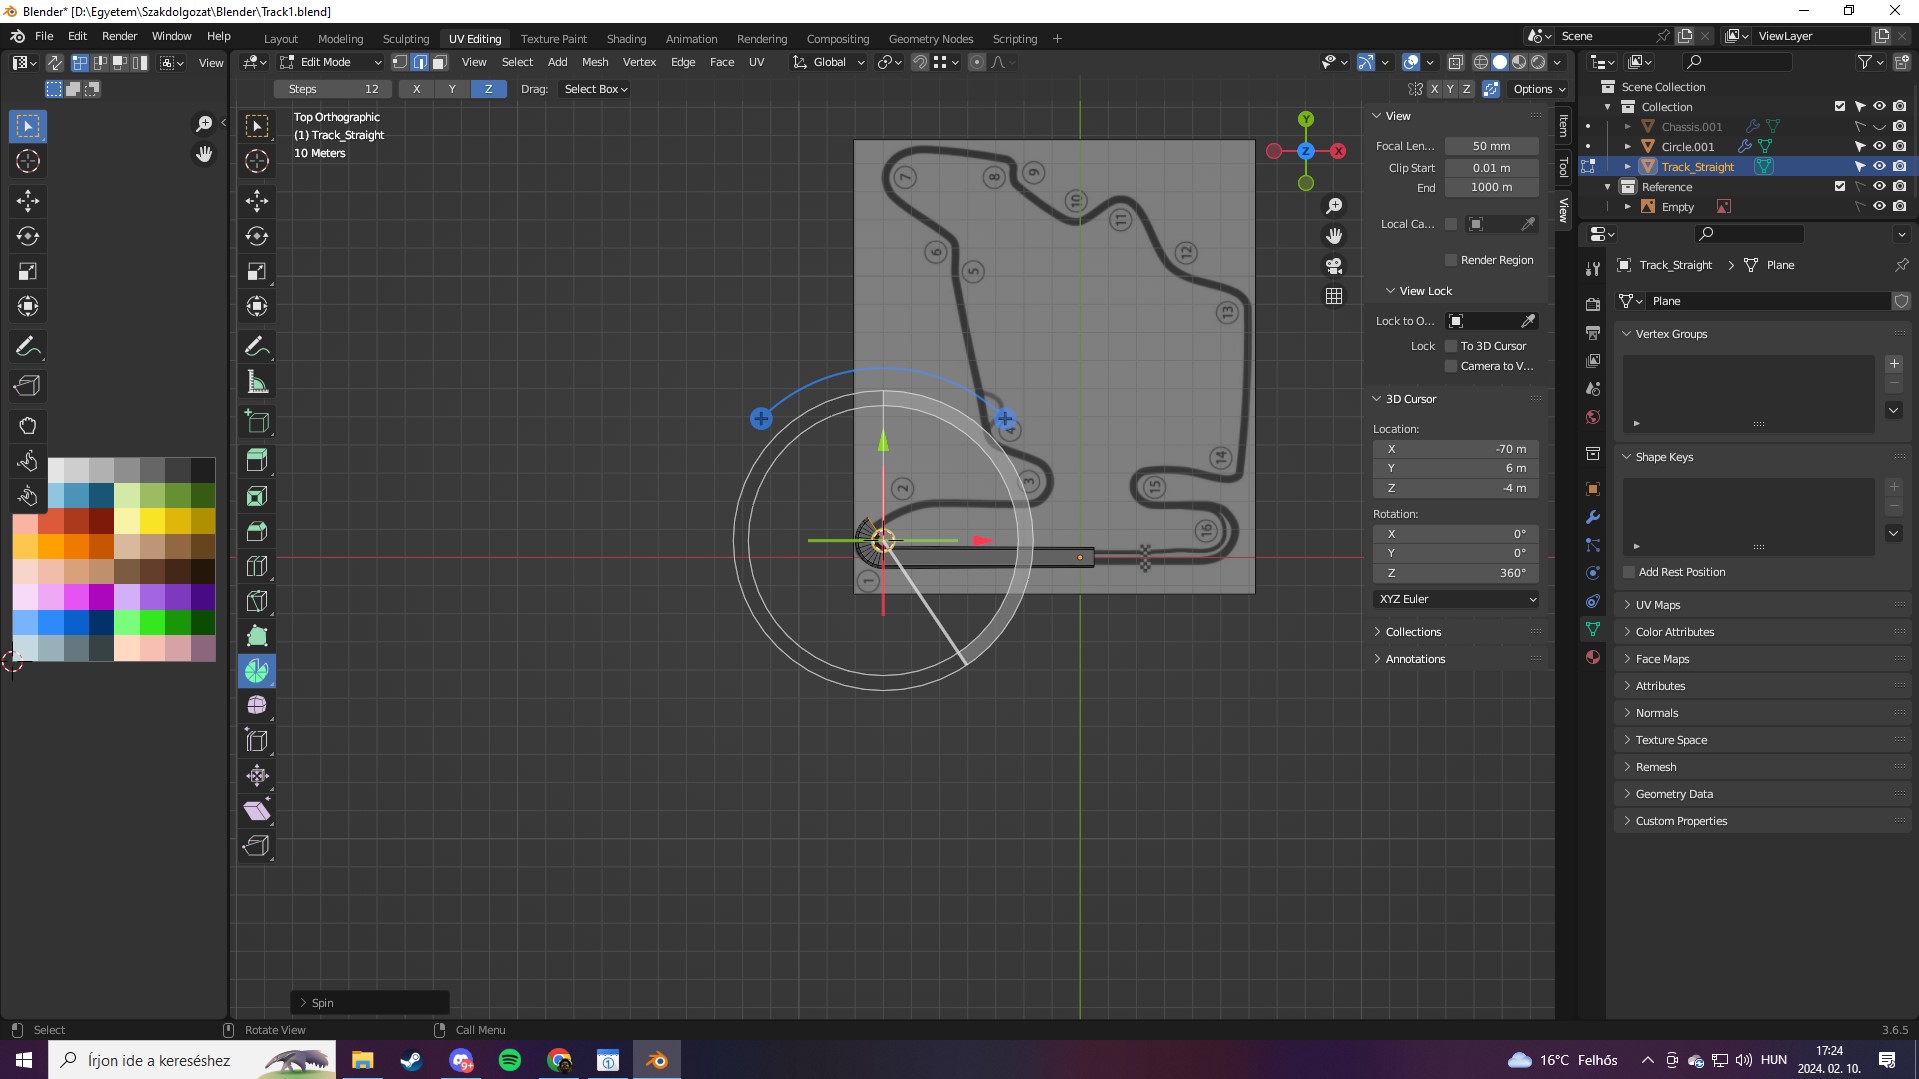 Blender* [D:\Egyetem\Szakdolgozat\Blender\Track1.blend]
File Edit Render Window Help
Layout Modeling Sculpting UV Editing Texture Paint Shading Animation Rendering Compositing Geometry Nodes Scripting +
Scene
ViewLayer
View
Edit Mode
View Select Add Mesh Vertex Edge Face UV
Global
Steps 12
X Y Z
Drag: Select Box
X Y Z
Options
Top Orthographic
(1) Track_Straight
10 Meters
Y
Z
X
7
8
9
10
11
6
5
12
13
4
3
2
14
15
16
1
Item
Tool
View
View
Focal Len... 50 mm
Clip Start 0.01 m
End 1000 m
Local Ca...
Render Region
View Lock
Lock to O...
Lock To 3D Cursor
Camera to V...
3D Cursor
Location:
X -70 m
Y 6 m
Z -4 m
Rotation:
X 0°
Y 0°
Z 360°
XYZ Euler
Collections
Annotations
Scene Collection
Collection
Chassis.001
Circle.001
Track_Straight
Reference
Empty
Track_Straight > Plane
Plane
Vertex Groups
Shape Keys
Add Rest Position
UV Maps
Color Attributes
Face Maps
Attributes
Normals
Texture Space
Remesh
Geometry Data
Custom Properties
Spin
Select
Rotate View
Call Menu
3.6.5
Írjon ide a kereséshez
9+
16°C Felhős
HUN
17:24
2024. 02. 10.